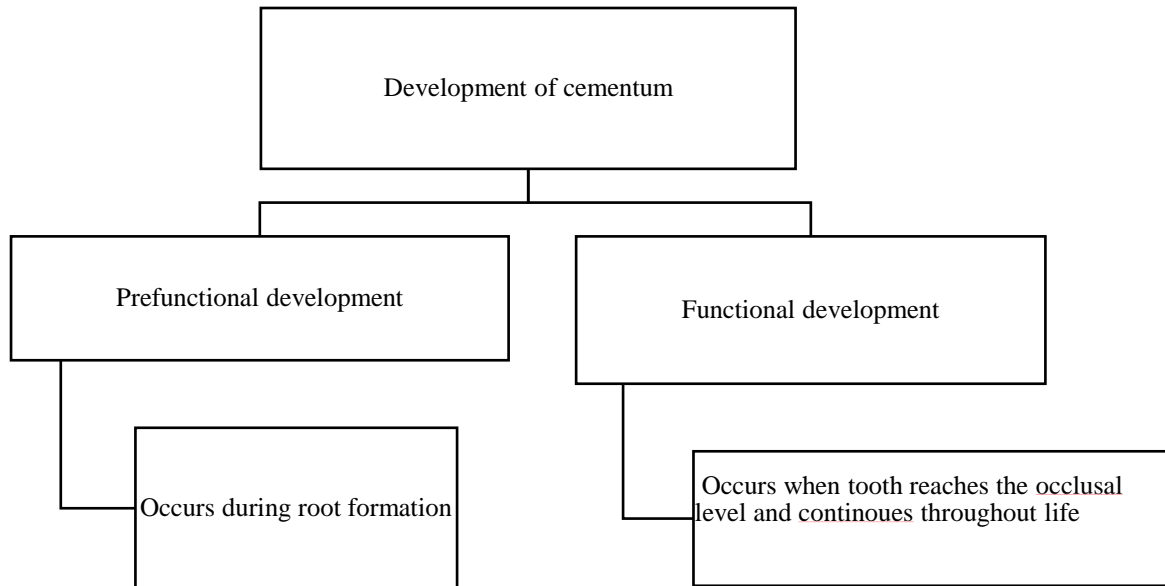 Development of cementum
Prefunctional development
Functional development
Occurs during root formation
Occurs when tooth reaches the occlusal
level and continoues throughout life